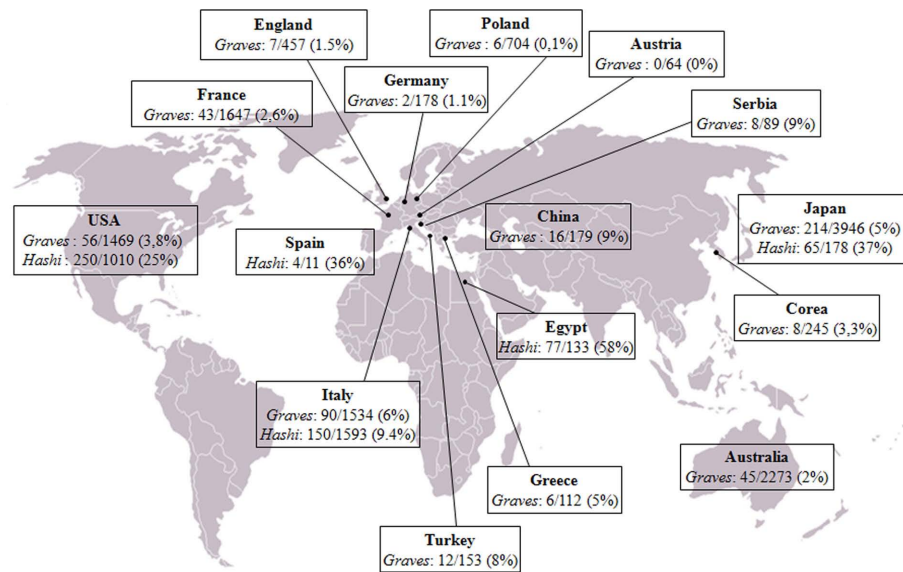 England
Graves: 7/457 (1.5%)
Poland
Graves : 6/704 (0,1%)
Austria
Graves : 0/64 (0%)
Germany
Graves: 2/178 (1.1%)
France
Graves: 43/1647 (2,6%)
Serbia
Graves: 8/89 (9%)
USA
Graves : 56/1469 (3,8%)
Hashi : 250/1010 (25%)
Spain
Hashi: 4/11 (36%)
China
Graves : 16/179 (9%)
Japan
Graves: 214/3946 (5%)
Hashi: 65/178 (37%)
Corea
Graves: 8/245 (3,3%)
Egypt
Hashi: 77/133 (58%)
Italy
Graves: 90/1534 (6%)
Hashi: 150/1593 (9.4%)
Australia
Graves: 45/2273 (2%)
Greece
Graves: 6/112 (5%)
Turkey
Graves: 12/153 (8%)